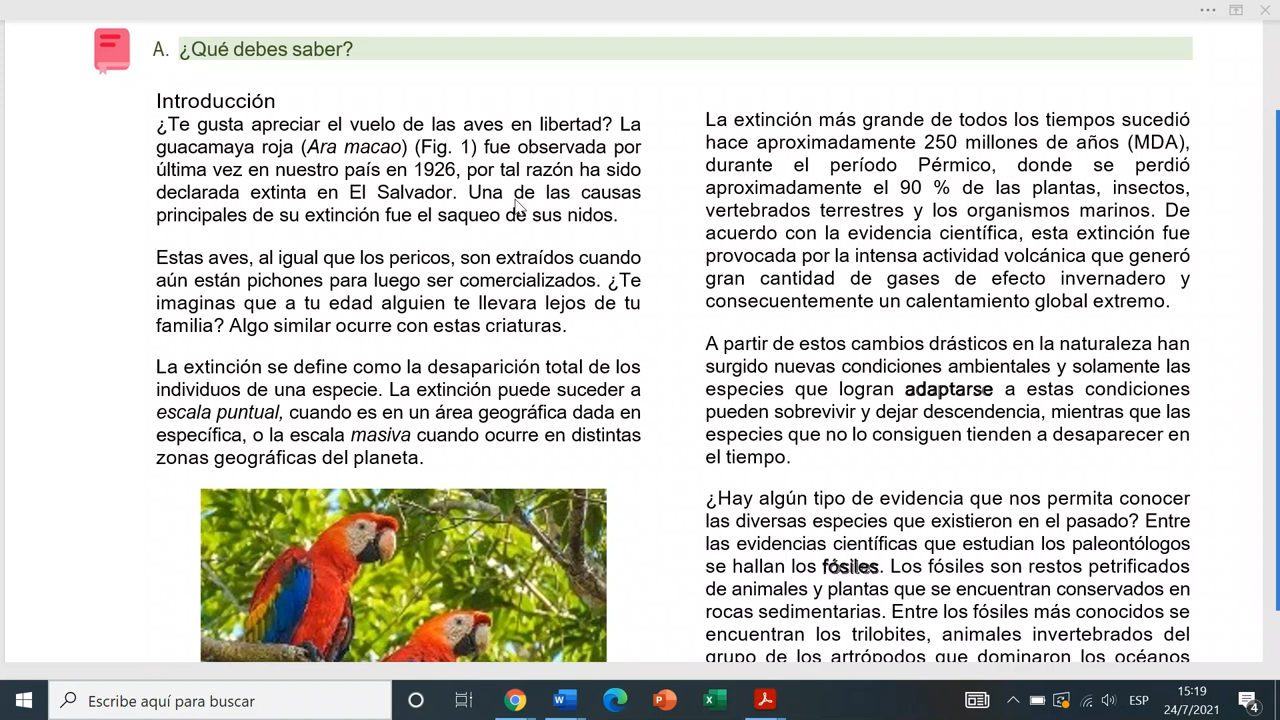 A. ¿Qué debes saber?
Introducción
¿Te gusta apreciar el vuelo de las aves en libertad? La
guacamaya roja (Ara macao) (Fig. 1) fue observada por
última vez en nuestro país en 1926, por tal razón ha sido
declarada extinta en El Salvador. Una de las causas
principales de su extinción fue el saqueo de sus nidos.
Estas aves, al igual que los pericos, son extraídos cuando
aún están pichones para luego ser comercializados. ¿Te
imaginas que a tu edad alguien te llevara lejos de tu
familia? Algo similar ocurre con estas criaturas.
La extinción se define como la desaparición total de los
individuos de una especie. La extinción puede suceder a
escala puntual, cuando es en un área geográfica dada en
específica, o la escala masiva cuando ocurre en distintas
zonas geográficas del planeta.
La extinción más grande de todos los tiempos sucedió
hace aproximadamente 250 millones de años (MDA),
durante el período Pérmico, donde se perdió
aproximadamente el 90 % de las plantas, insectos,
vertebrados terrestres y los organismos marinos. De
acuerdo con la evidencia científica, esta extinción fue
provocada por la intensa actividad volcánica que generó
gran cantidad de gases de efecto invernadero y
consecuentemente un calentamiento global extremo.
A partir de estos cambios drásticos en la naturaleza han
surgido nuevas condiciones ambientales y solamente las
especies que logran adaptarse a estas condiciones
pueden sobrevivir y dejar descendencia, mientras que las
especies que no lo consiguen tienden a desaparecer en
el tiempo.
¿Hay algún tipo de evidencia que nos permita conocer
las diversas especies que existieron en el pasado? Entre
las evidencias científicas que estudian los paleontólogos
se hallan los fósiles. Los fósiles son restos petrificados
de animales y plantas que se encuentran conservados en
rocas sedimentarias. Entre los fósiles más conocidos se
encuentran los trilobites, animales invertebrados del
grupo de los artrópodos que dominaron los océanos
Escribe aquí para buscar
ESP
15:19
24/7/2021
4